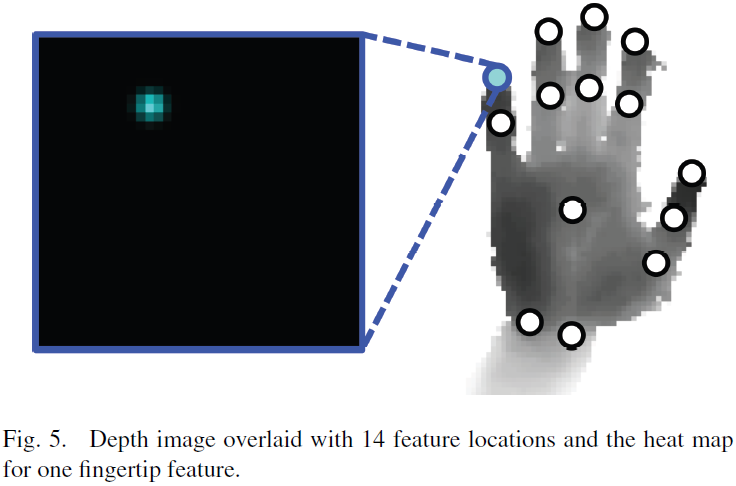 Fig. 5. Depth image overlaid with 14 feature locations and the heat map
for one fingertip feature.